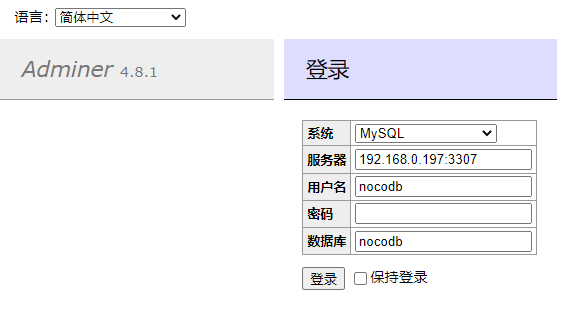 语言: 简体中文
Adminer 4.8.1
登录
系统 MySQL
服务器 192.168.0.197:3307
用户名 nocodb
密码
数据库 nocodb
登录 保持登录